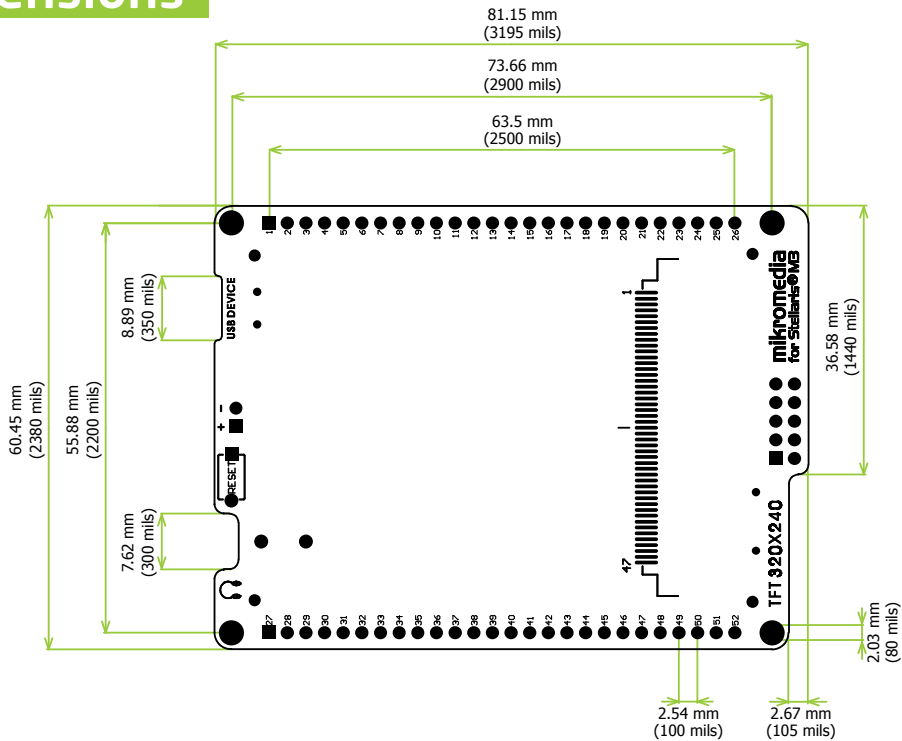 ensions
81.15 mm
(3195 mils)
73.66 mm
(2900 mils)
63.5 mm
(2500 mils)
1 2 3 4 5 6 7 8 9 10 11 12 13 14 15 16 17 18 19 20 21 22 23 24 25 26
8.89 mm
(350 mils)
USB DEVICE
1
mikromedia
for Stellaris® M3
36.58 mm
(1440 mils)
60.45 mm
(2380 mils)
55.88 mm
(2200 mils)
+ -
RESET
7.62 mm
(300 mils)
47
TFT 320X240
27 28 29 30 31 32 33 34 35 36 37 38 39 40 41 42 43 44 45 46 47 48 49 50 51 52
2.03 mm
(80 mils)
2.54 mm
(100 mils)
2.67 mm
(105 mils)